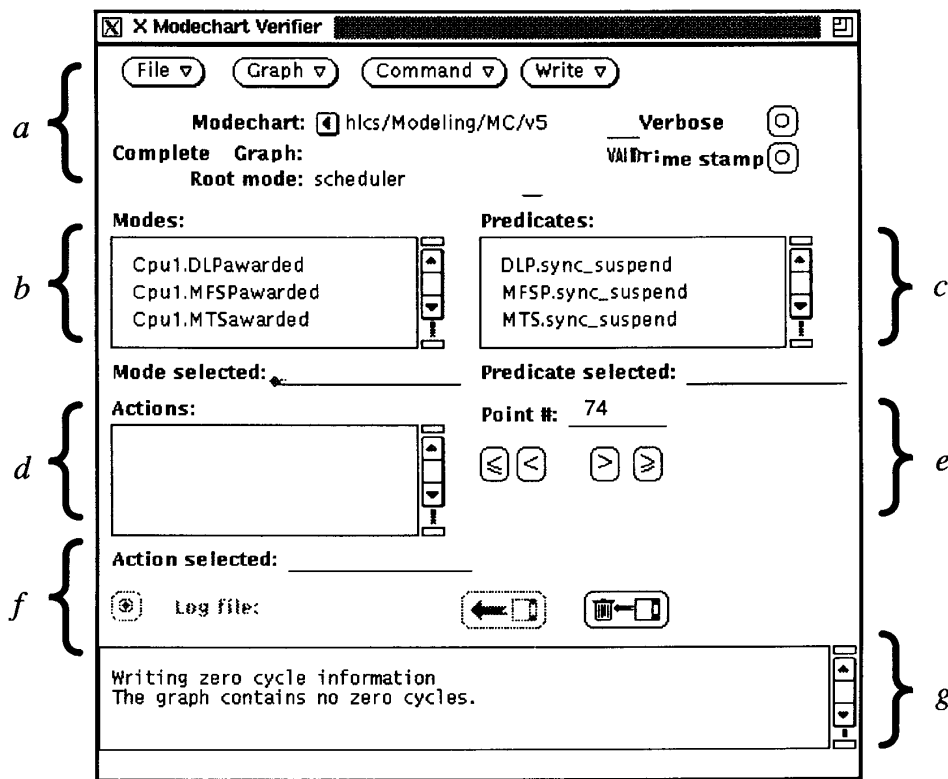 X Modechart Verifier
File Graph Command Write
a
Modechart: hlcs/Modeling/MC/v5 Verbose
Complete Graph: Time stamp
Root mode: scheduler
Modes: Predicates:
b
Cpu1.DLPawarded DLP.sync_suspend
c
Cpu1.MFSPawarded MFSP.sync_suspend
Cpu1.MTSawarded MTS.sync_suspend
Mode selected: Predicate selected:
Actions: Point #: 74
d
≤ < > ≥
e
Action selected:
f
Log file:
Writing zero cycle information
The graph contains no zero cycles.
g